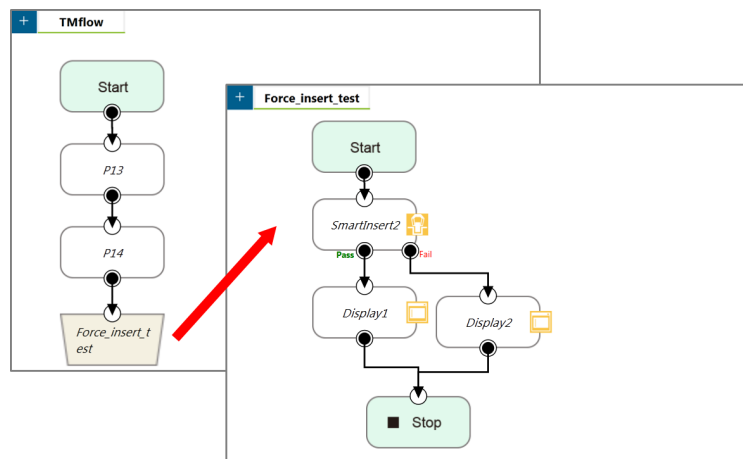 + TMflow
Start
P13
P14
Force_insert_t
est
+ Force_insert_test
Start
SmartInsert2
Pass
Fail
Display1
Display2
Stop